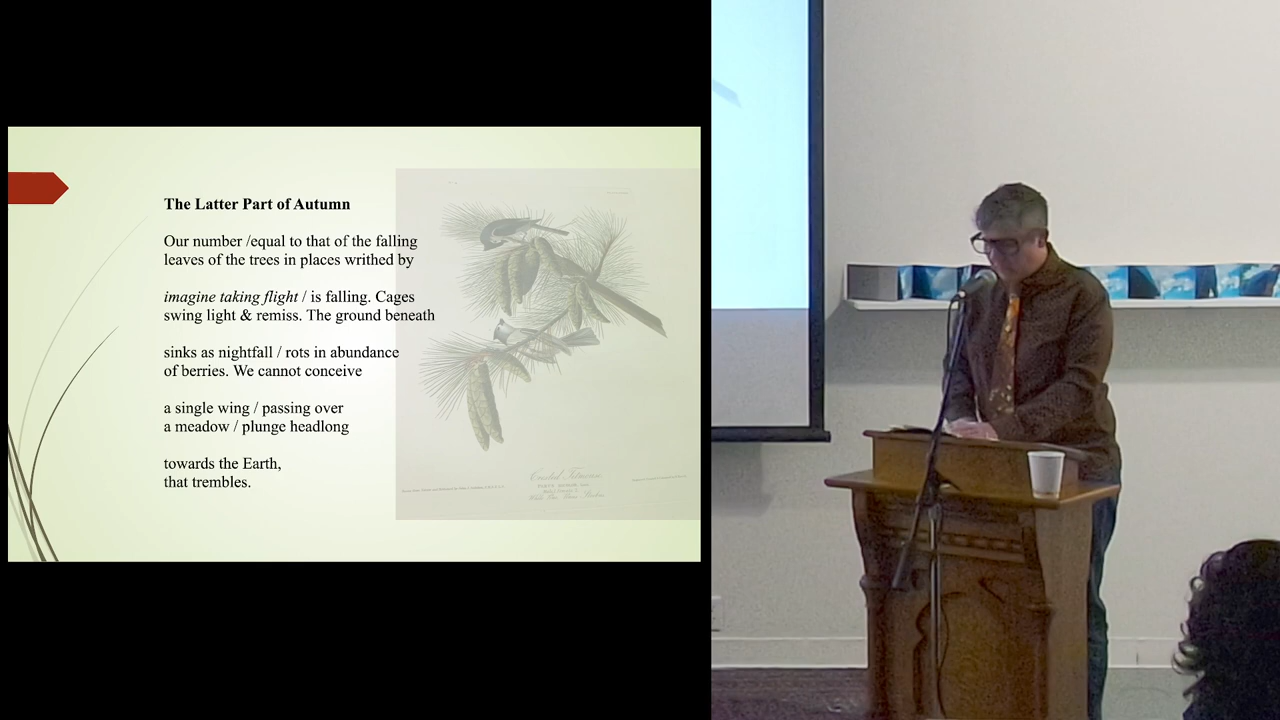 The Latter Part of Autumn
Our number /equal to that of the falling
leaves of the trees in places writhed by
imagine taking flight / is falling. Cages
swing light & remiss. The ground beneath
sinks as nightfall / rots in abundance
of berries. We cannot conceive
a single wing / passing over
a meadow / plunge headlong
towards the Earth,
that trembles.
Crested Titmouse